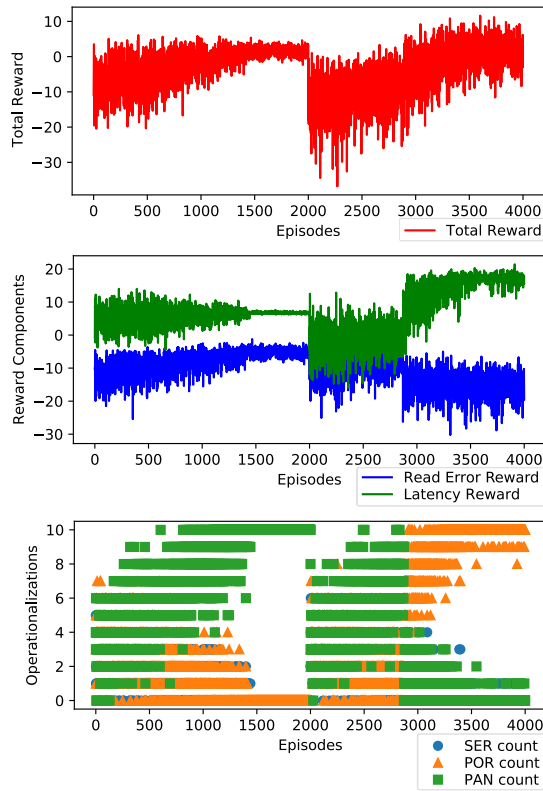 10
0
−10
−20
−30
Total Reward
0 500 1000 1500 2000 2500 3000 3500 4000
Episodes
Total Reward
20
10
0
−10
−20
−30
Reward Components
0 500 1000 1500 2000 2500 3000 3500 4000
Episodes
Read Error Reward
Latency Reward
10
8
6
4
2
0
Operationalizations
0 500 1000 1500 2000 2500 3000 3500 4000
Episodes
SER count
POR count
PAN count